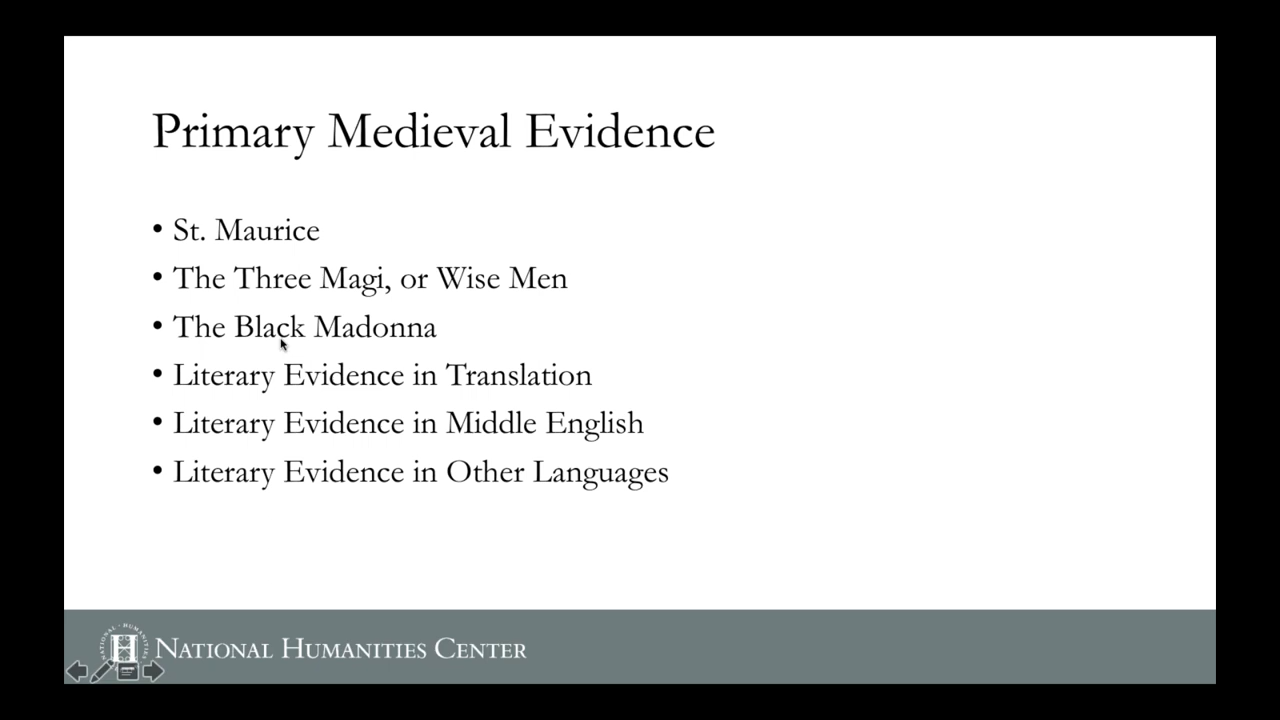 Primary Medieval Evidence
• St. Maurice
• The Three Magi, or Wise Men
• The Black Madonna
• Literary Evidence in Translation
• Literary Evidence in Middle English
• Literary Evidence in Other Languages
NATIONAL HUMANITIES CENTER